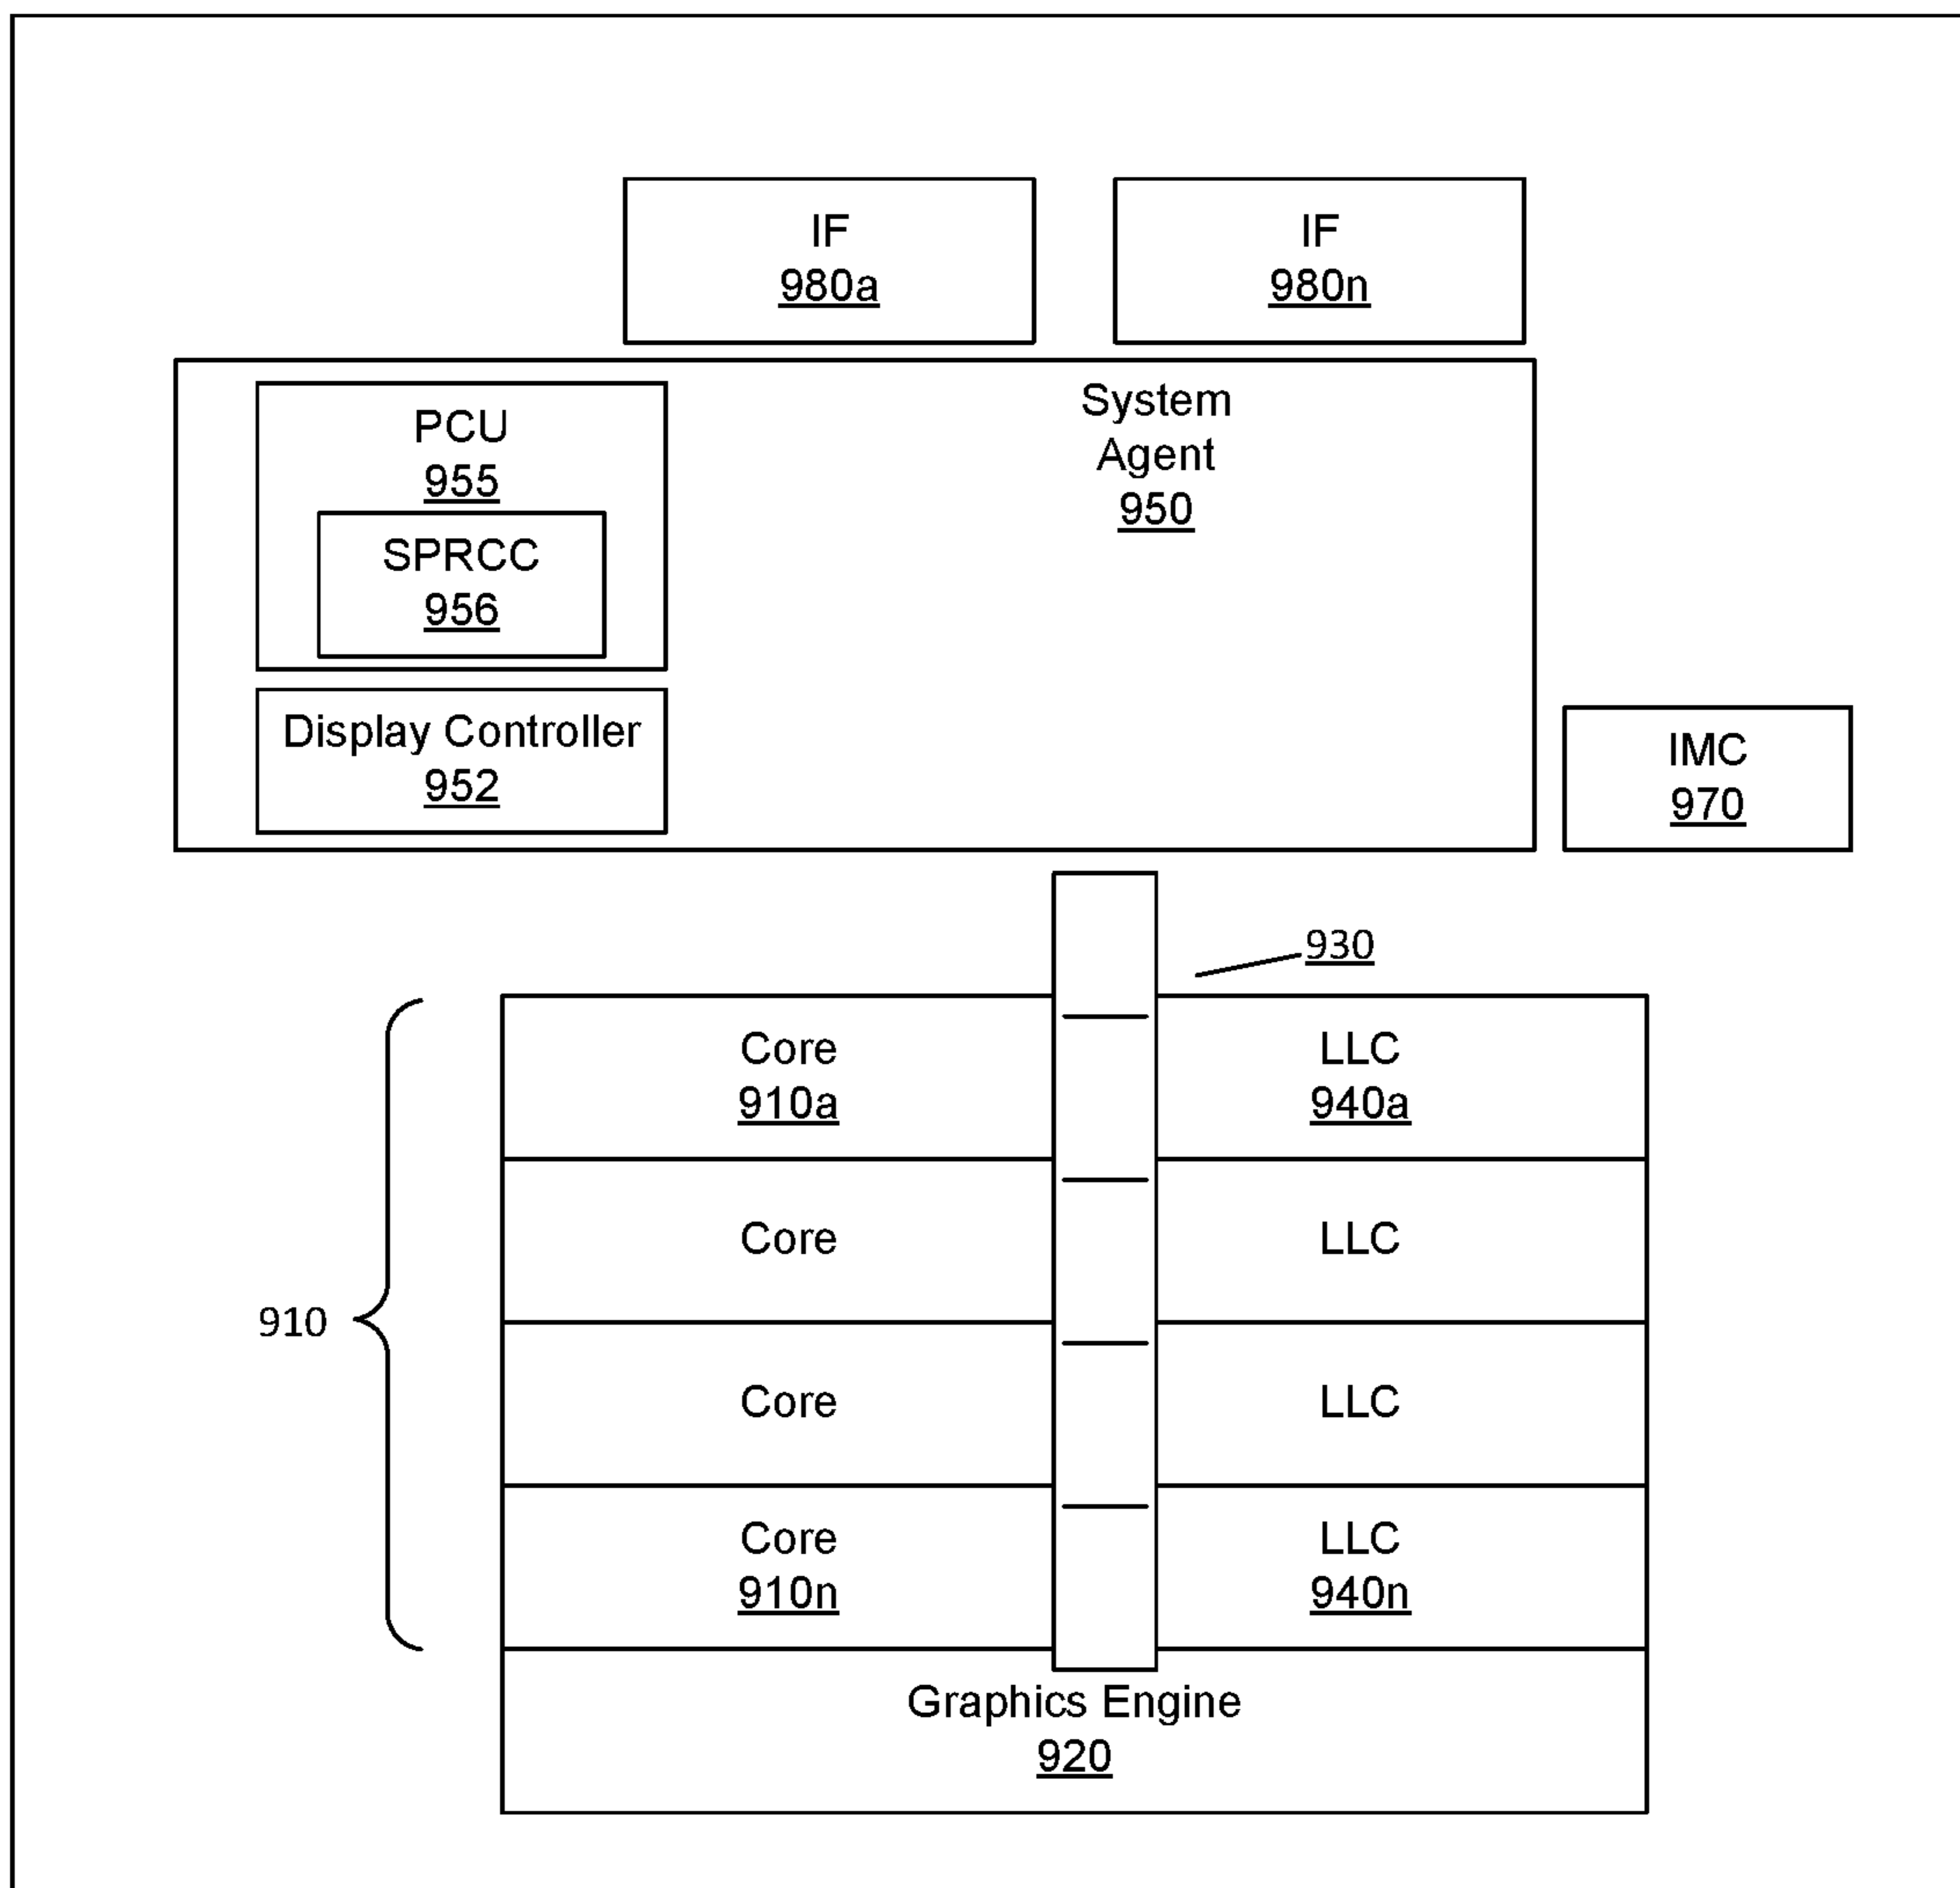 IF
980a
IF
980n
PCU
955
SPRCC
956
Display Controller
952
System
Agent
950
IMC
970
930
910
Core
910a
LLC
940a
Core
LLC
Core
LLC
Core
910n
LLC
940n
Graphics Engine
920